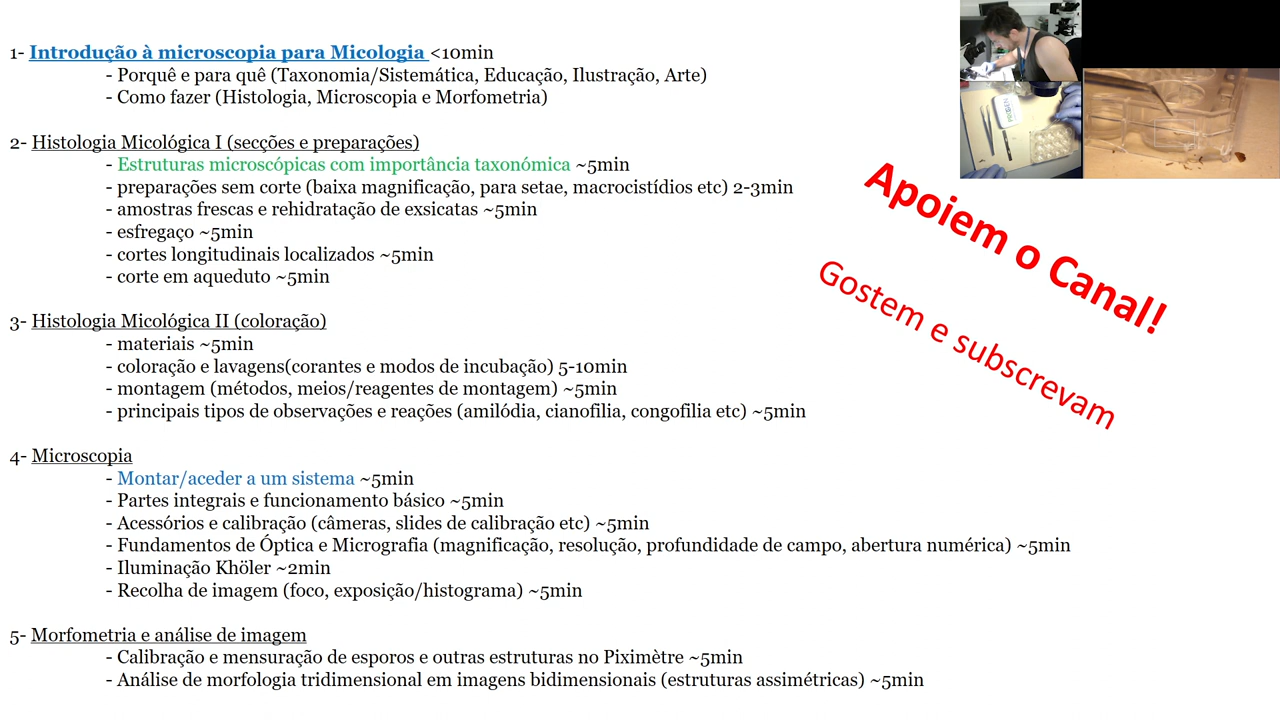 1- Introdução à microscopia para Micologia <10min
- Porquê e para quê (Taxonomia/Sistemática, Educação, Ilustração, Arte)
- Como fazer (Histologia, Microscopia e Morfometria)
2- Histologia Micológica I (secções e preparações)
- Estruturas microscópicas com importância taxonómica ~5min
- preparações sem corte (baixa magnificação, para setae, macrocistídios etc) 2-3min
- amostras frescas e rehidratação de exsicatas ~5min
- esfregaço ~5min
- cortes longitudinais localizados ~5min
- corte em aqueduto ~5min
3- Histologia Micológica II (coloração)
- materiais ~5min
- coloração e lavagens(corantes e modos de incubação) 5-10min
- montagem (métodos, meios/reagentes de montagem) ~5min
- principais tipos de observações e reações (amilódia, cianofilia, congofilia etc) ~5min
4- Microscopia
- Montar/aceder a um sistema ~5min
- Partes integrais e funcionamento básico ~5min
- Acessórios e calibração (câmeras, slides de calibração etc) ~5min
- Fundamentos de Óptica e Micrografia (magnificação, resolução, profundidade de campo, abertura numérica) ~5min
- Iluminação Khöler ~2min
- Recolha de imagem (foco, exposição/histograma) ~5min
5- Morfometria e análise de imagem
- Calibração e mensuração de esporos e outras estruturas no Piximètre ~5min
- Análise de morfologia tridimensional em imagens bidimensionais (estruturas assimétricas) ~5min
Apoiem o Canal!
Gostem e subscrevam